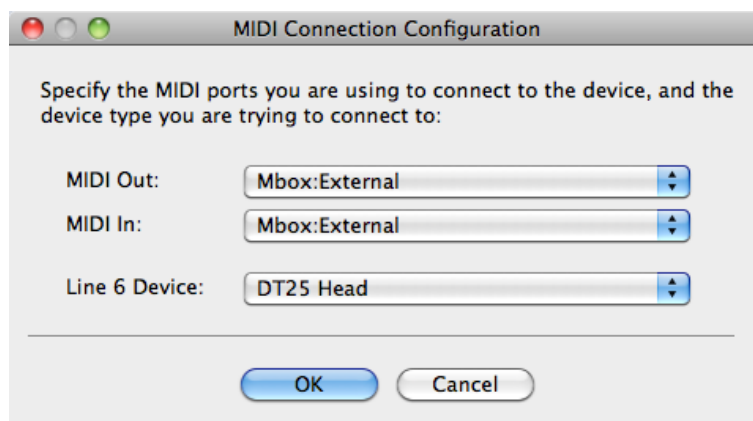 MIDI Connection Configuration
Specify the MIDI ports you are using to connect to the device, and the
device type you are trying to connect to:
MIDI Out: Mbox:External
MIDI In: Mbox:External
Line 6 Device: DT25 Head
OK Cancel